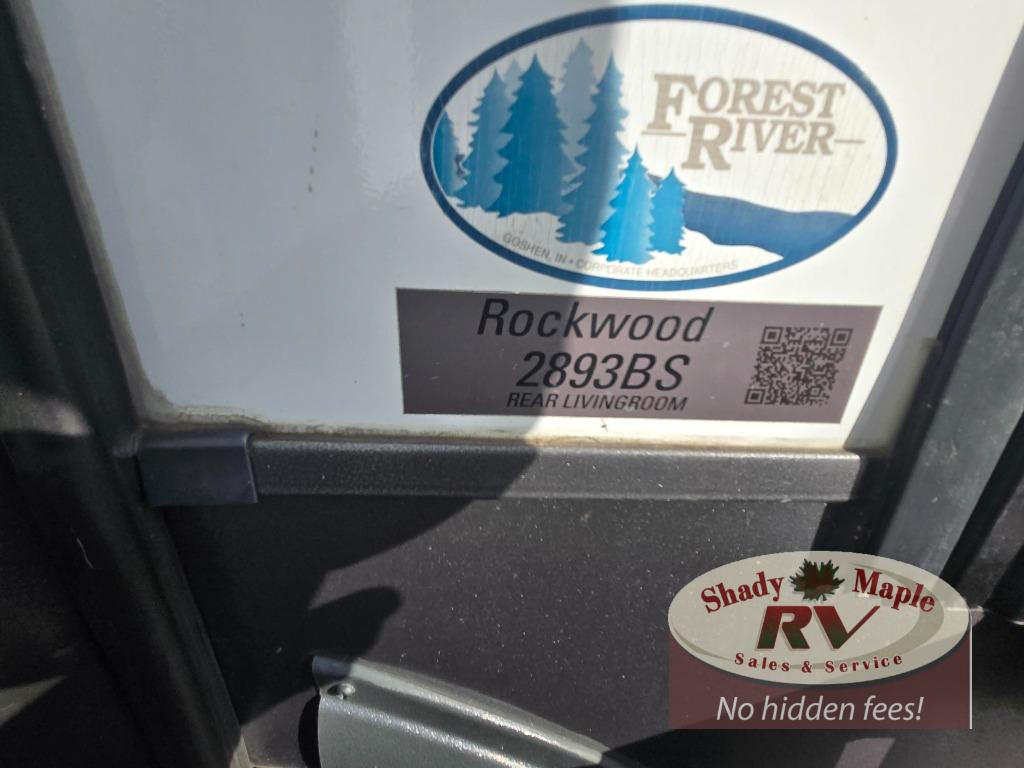 FOREST
RIVER
GOSHEN, IN • CORPORATE HEADQUARTERS
Rockwood
2893BS
REAR LIVINGROOM
Shady Maple
RV
Sales & Service
No hidden fees!